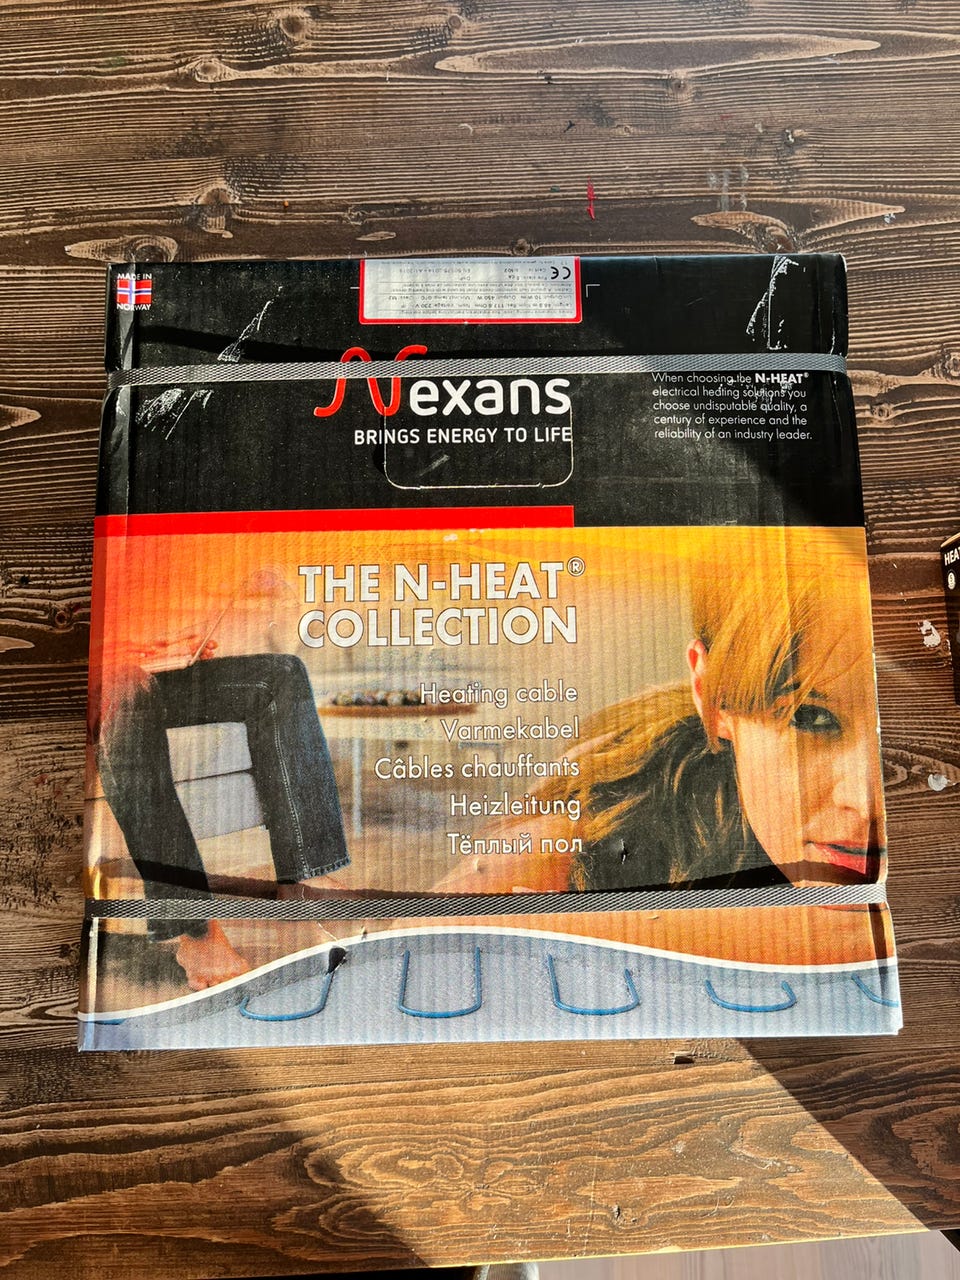 MADE IN
NORWAY
Nexans
BRINGS ENERGY TO LIFE
When choosing the N-HEAT®
electrical heating solutions you
choose undisputable quality, a
century of experience and the
reliability of an industry leader.
THE N-HEAT®
COLLECTION
Heating cable
Varmekabel
Câbles chauffants
Heizleitung
Тёплый пол
HEAT